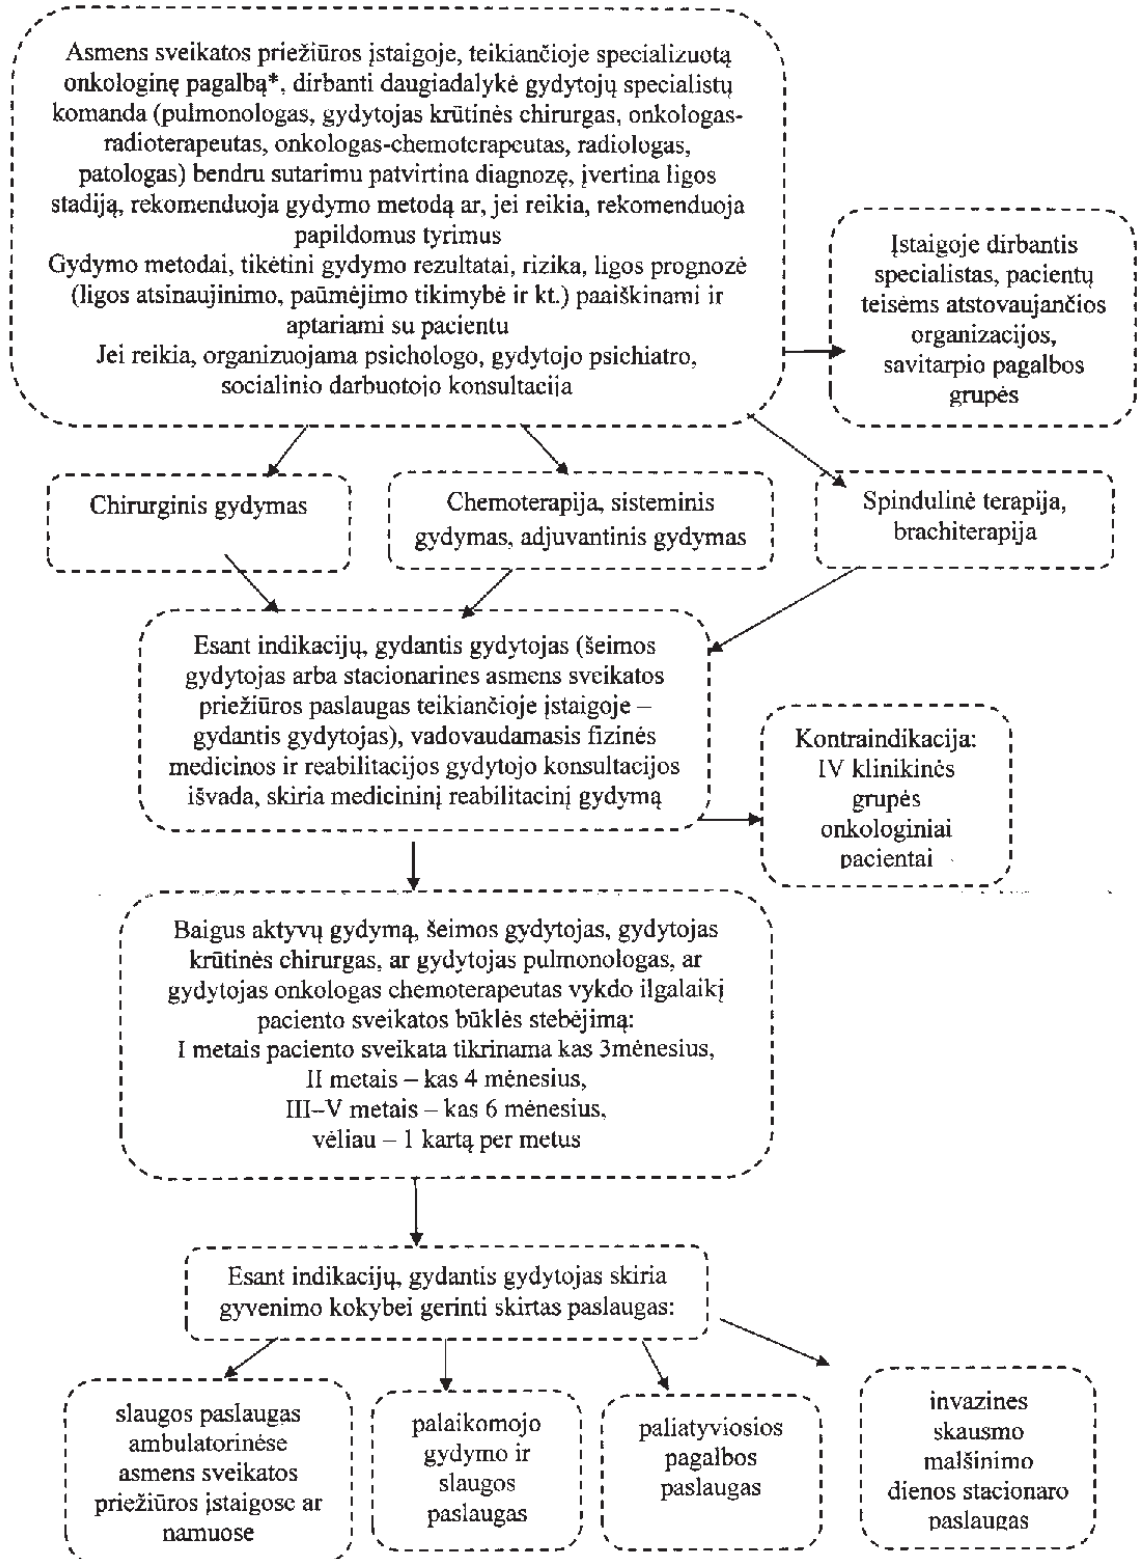 Asmens sveikatos priežiūros įstaigoje, teikiančioje specializuotą
onkologinę pagalbą*, dirbanti daugiadalykė gydytojų specialistų
komanda (pulmonologas, gydytojas krūtinės chirurgas, onkologas-
radioterapeutas, onkologas-chemoterapeutas, radiologas,
patologas) bendru sutarimu patvirtina diagnozę, įvertina ligos
stadiją, rekomenduoja gydymo metodą ar, jei reikia, rekomenduoja
papildomus tyrimus
Gydymo metodai, tikėtini gydymo rezultatai, rizika, ligos prognozė
(ligos atsinaujinimo, paūmėjimo tikimybė ir kt.) paaiškinami ir
aptariami su pacientu
Jei reikia, organizuojama psichologo, gydytojo psichiatro,
socialinio darbuotojo konsultacija
Įstaigoje dirbantis
specialistas, pacientų
teisėms atstovaujančios
organizacijos,
savitarpio pagalbos
grupės
Chirurginis gydymas
Chemoterapija, sisteminis
gydymas, adjuvantinis gydymas
Spindulinė terapija,
brachiterapija
Esant indikacijų, gydantis gydytojas (šeimos
gydytojas arba stacionarines asmens sveikatos
priežiūros paslaugas teikiančioje įstaigoje –
gydantis gydytojas), vadovaudamasis fizinės
medicinos ir reabilitacijos gydytojo konsultacijos
išvada, skiria medicininį reabilitacinį gydymą
Kontraindikacija:
IV klinikinės
grupės
onkologiniai
pacientai
Baigus aktyvų gydymą, šeimos gydytojas, gydytojas
krūtinės chirurgas, ar gydytojas pulmonologas, ar
gydytojas onkologas chemoterapeutas vykdo ilgalaikį
paciento sveikatos būklės stebėjimą:
I metais paciento sveikata tikrinama kas 3mėnesius,
II metais – kas 4 mėnesius,
III–V metais – kas 6 mėnesius,
vėliau – 1 kartą per metus
Esant indikacijų, gydantis gydytojas skiria
gyvenimo kokybei gerinti skirtas paslaugas:
slaugos paslaugas
ambulatorinėse
asmens sveikatos
priežiūros įstaigose ar
namuose
palaikomojo
gydymo ir
slaugos
paslaugas
paliatyviosios
pagalbos
paslaugas
invazines
skausmo
malšinimo
dienos stacionaro
paslaugas